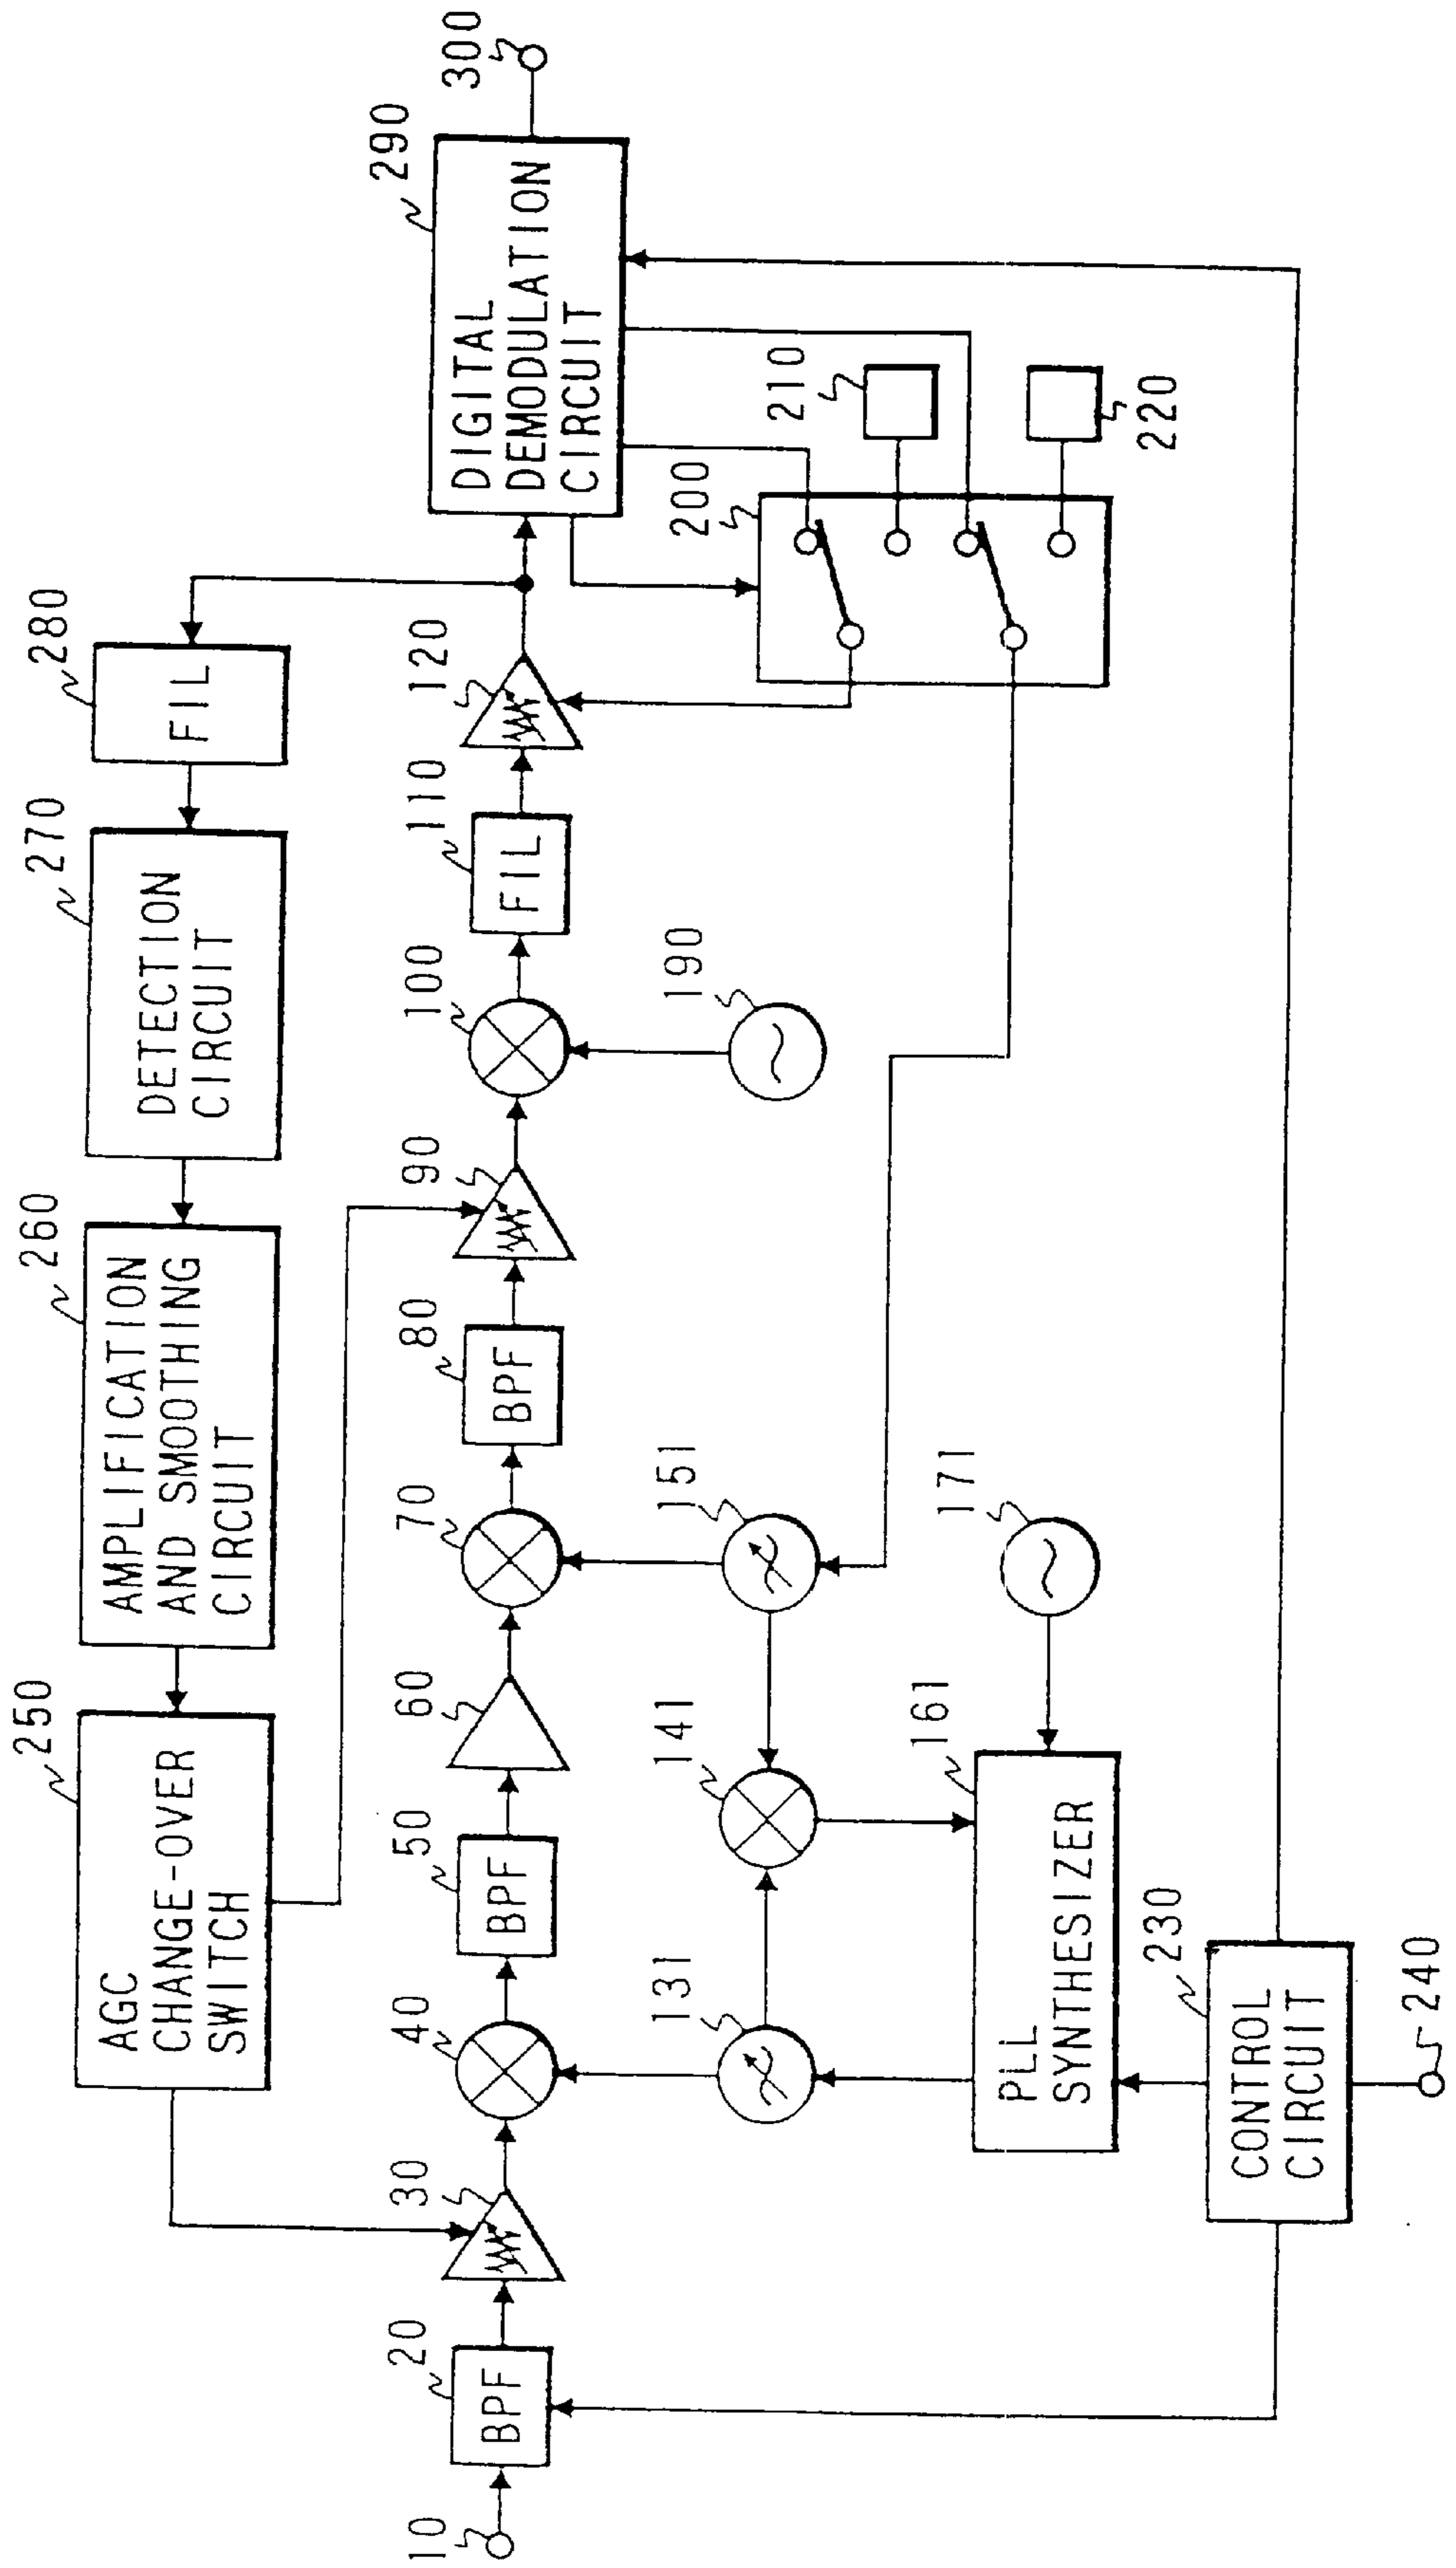 250
AGC
CHANGE-OVER
SWITCH
260
AMPLIFICATION
AND SMOOTHING
CIRCUIT
270
DETECTION
CIRCUIT
280
FIL
10
20
BPF
30
40
50
BPF
60
70
80
BPF
90
100
110
FIL
120
290
DIGITAL
DEMODULATION
CIRCUIT
300
131
141
151
190
200
210
220
161
PLL
SYNTHESIZER
171
230
CONTROL
CIRCUIT
240